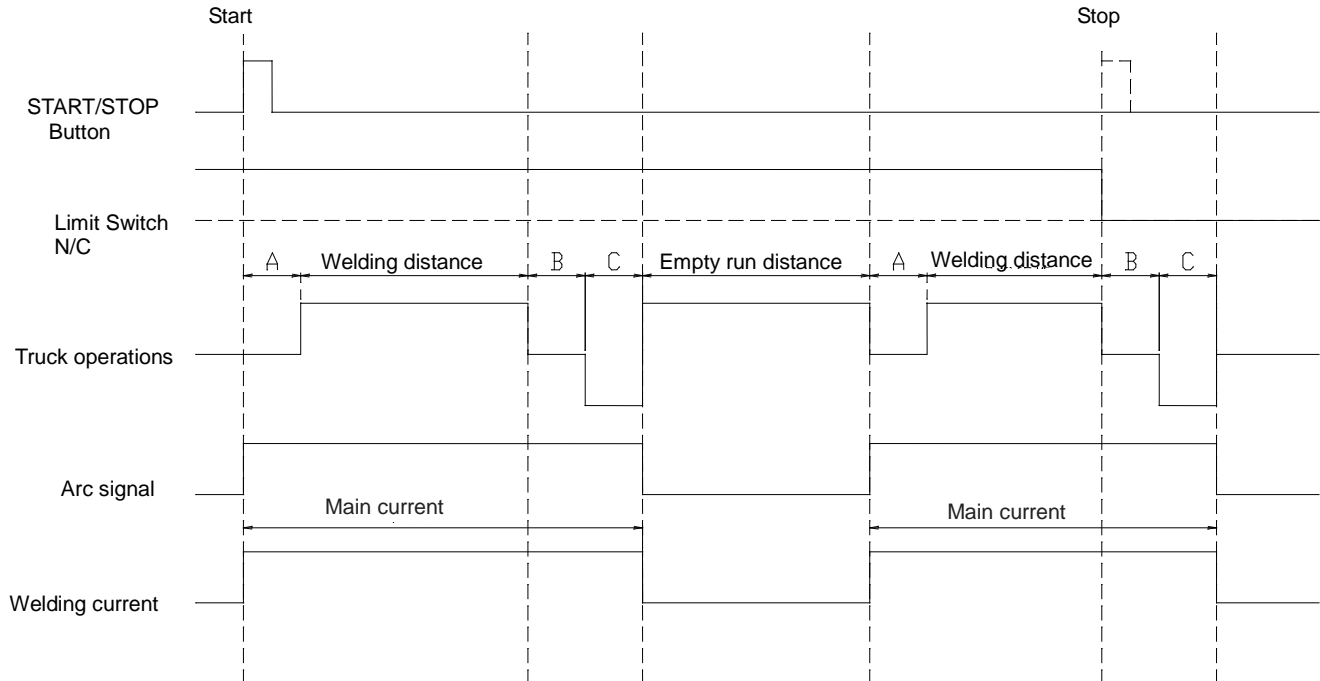 Start
Stop
START/STOP
Button
Limit Switch
N/C
A
Welding distance
B
C
Empty run distance
A
Welding distance
B
C
Truck operations
Arc signal
Main current
Main current
Welding current